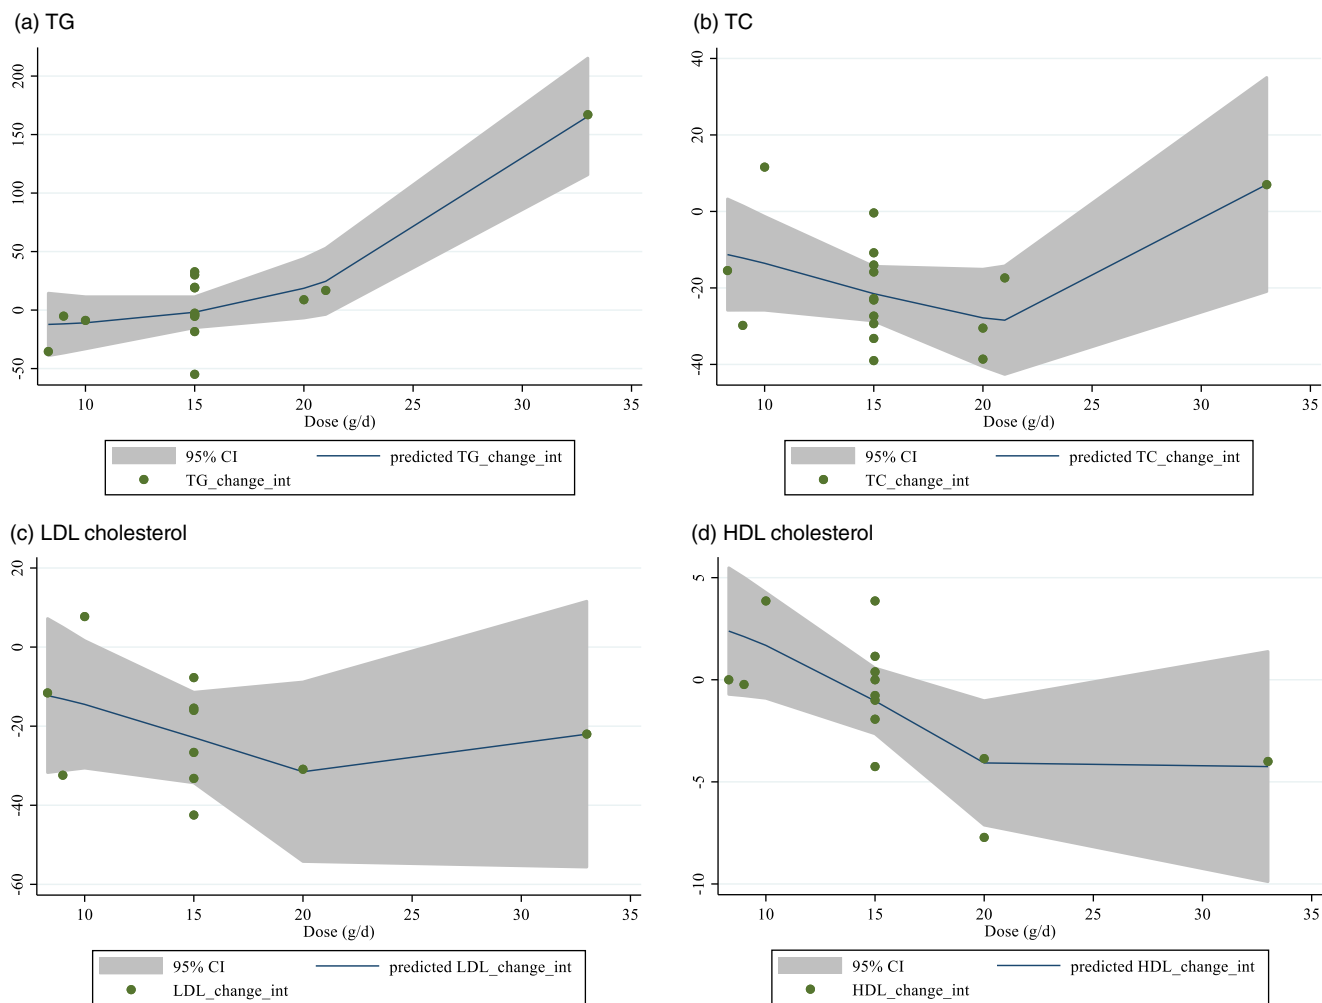 (a) TG
200
150
100
50
0
-50
10 15 20 25 30 35
Dose (g/d)
95% CI predicted TG_change_int
TG_change_int
(b) TC
40
20
0
-20
-40
10 15 20 25 30 35
Dose (g/d)
95% CI predicted TC_change_int
TC_change_int
(c) LDL cholesterol
20
0
-20
-40
-60
10 15 20 25 30 35
Dose (g/d)
95% CI predicted LDL_change_int
LDL_change_int
(d) HDL cholesterol
5
0
-5
-10
10 15 20 25 30 35
Dose (g/d)
95% CI predicted HDL_change_int
HDL_change_int